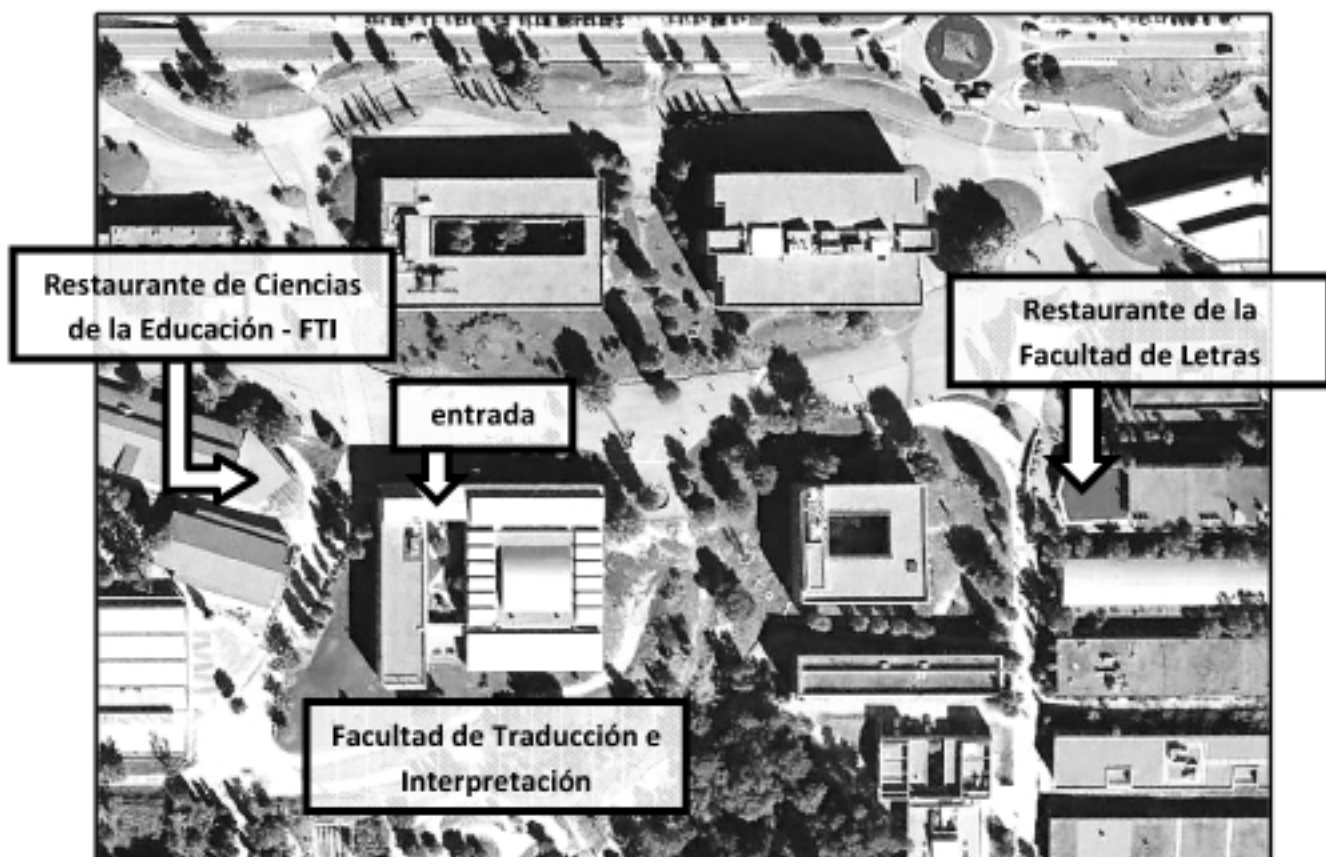 Restaurante de Ciencias
de la Educación - FTI
Restaurante de la
Facultad de Letras
entrada
Facultad de Traducción e
Interpretación